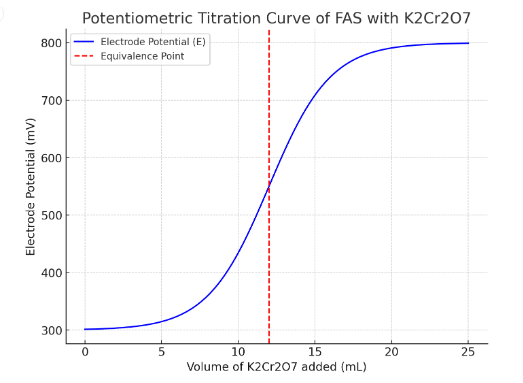 Potentiometric Titration Curve of FAS with K2Cr2O7
Electrode Potential (E)
Equivalence Point
Electrode Potential (mV)
800
700
600
500
400
300
0 5 10 15 20 25
Volume of K2Cr2O7 added (mL)